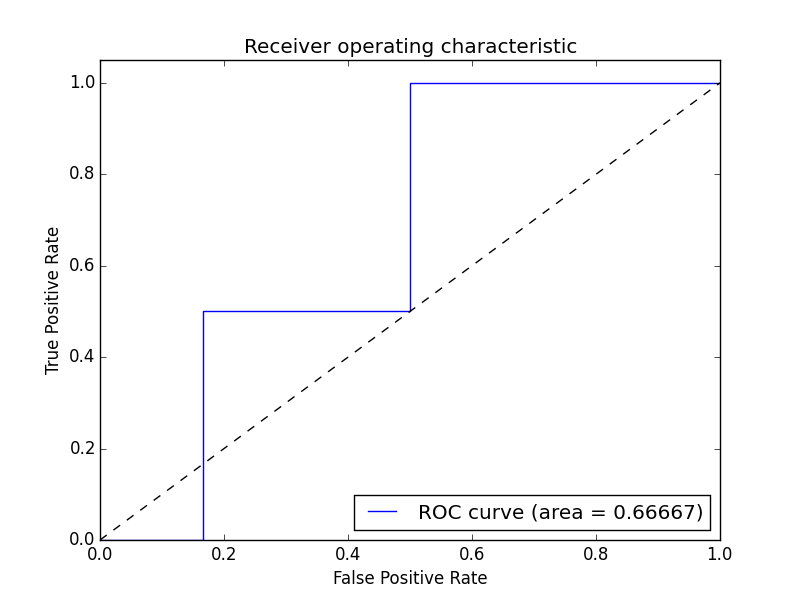 Receiver operating characteristic
True Positive Rate
1.0
0.8
0.6
0.4
0.2
0.0
ROC curve (area = 0.66667)
0.0 0.2 0.4 0.6 0.8 1.0
False Positive Rate